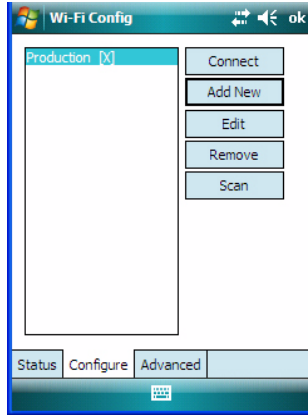 Wi-Fi Config ok
Production [X]
Connect
Add New
Edit
Remove
Scan
Status Configure Advanced